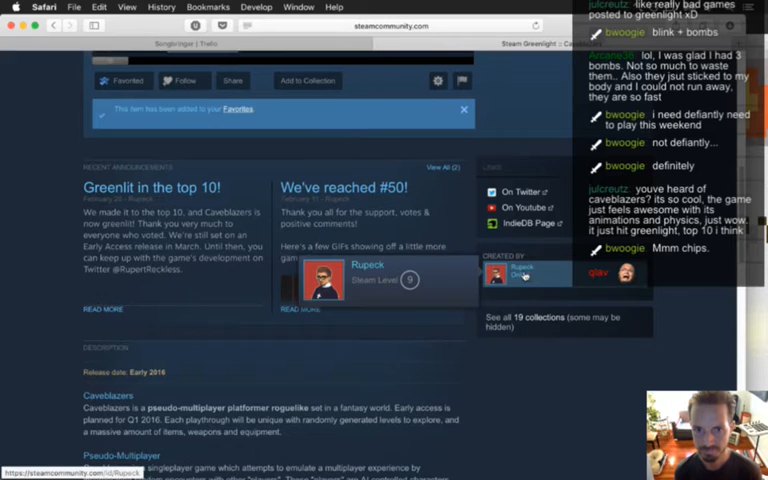 Safari File Edit View History Bookmarks Develop Window Help
steamcommunity.com
Songbringer | Trello
Steam Greenlight :: Caveblazers
Favorited
Follow
Share
Add to Collection
This item has been added to your Favorites.
RECENT ANNOUNCEMENTS
View All (2)
Greenlit in the top 10!
February 20 - Rupeck
We made it to the top 10, and Caveblazers is
now greenlit! Thank you very much to
everyone who voted. We're still set on an
Early Access release in March. Until then, you
can keep up with the game's development on
Twitter @RupertReckless.
READ MORE
We've reached #50!
February 11 - Rupeck
Thank you all for the support, votes &
positive comments!
Here's a few GIFs showing off a little more
READ MORE
Rupeck
Steam Level 9
LINKS
On Twitter
On Youtube
IndieDB Page
CREATED BY
Rupeck
See all 19 collections (some may be
hidden)
DESCRIPTION
Release date: Early 2016
Caveblazers
Caveblazers is a pseudo-multiplayer platformer roguelike set in a fantasy world. Early access is
planned for Q1 2016. Each playthrough will be unique with randomly generated levels to explore, and
a massive amount of items, weapons and equipment.
Pseudo-Multiplayer
singleplayer game which attempts to emulate a multiplayer experience by
https://steamcommunity.com/id/Rupeck
julcreutz like really bad games
posted to greenlight xD
bwoogie blink + bombs
Arcane36 lol, I was glad I had 3
bombs. Not so much to waste
them.. Also they jsut sticked to my
body and I could not run away,
they are so fast
bwoogie i need defiantly need
to play this weekend
bwoogie not defiantly...
bwoogie definitely
julcreutz youve heard of
caveblazers? its so cool, the game
just feels awesome with its
animations and physics, just wow.
it just hit greenlight, top 10 i think
bwoogie Mmm chips.
qlav